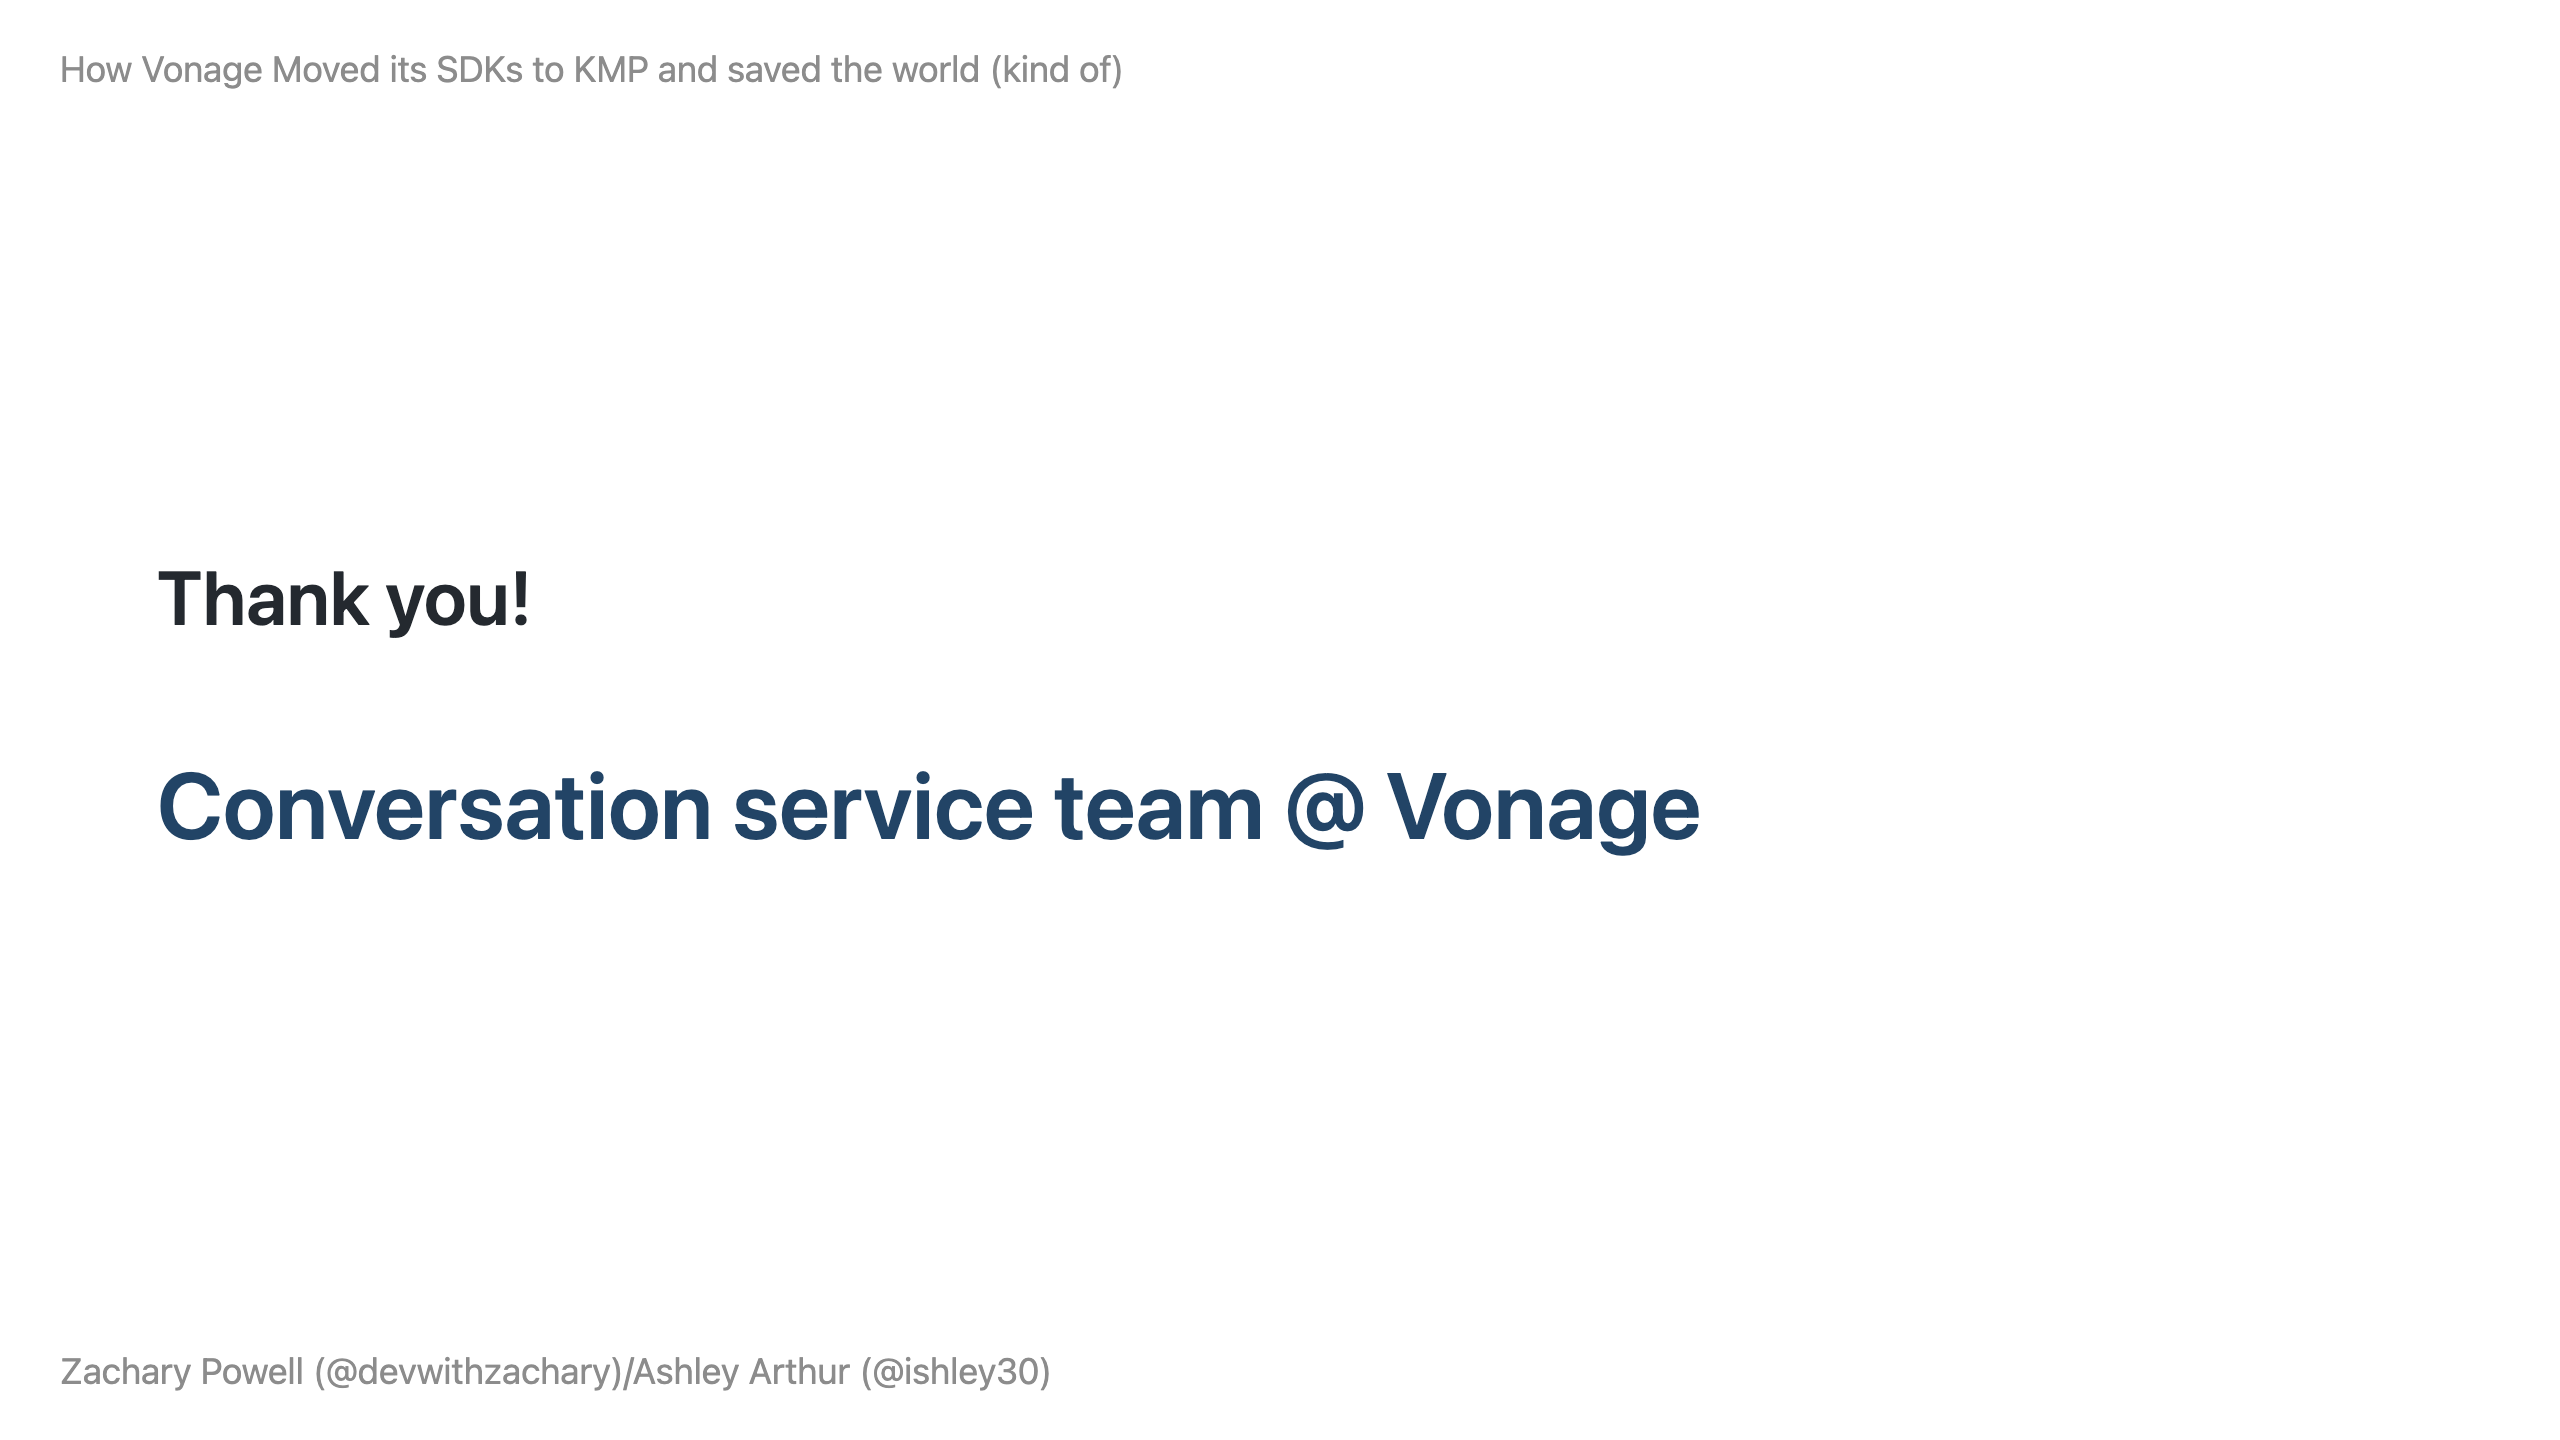 How Vonage Moved its SDKs to KMP and saved the world (kind of)
Thank you!
Conversation service team @ Vonage
Zachary Powell (@devwithzachary)/Ashley Arthur (@ishley30)